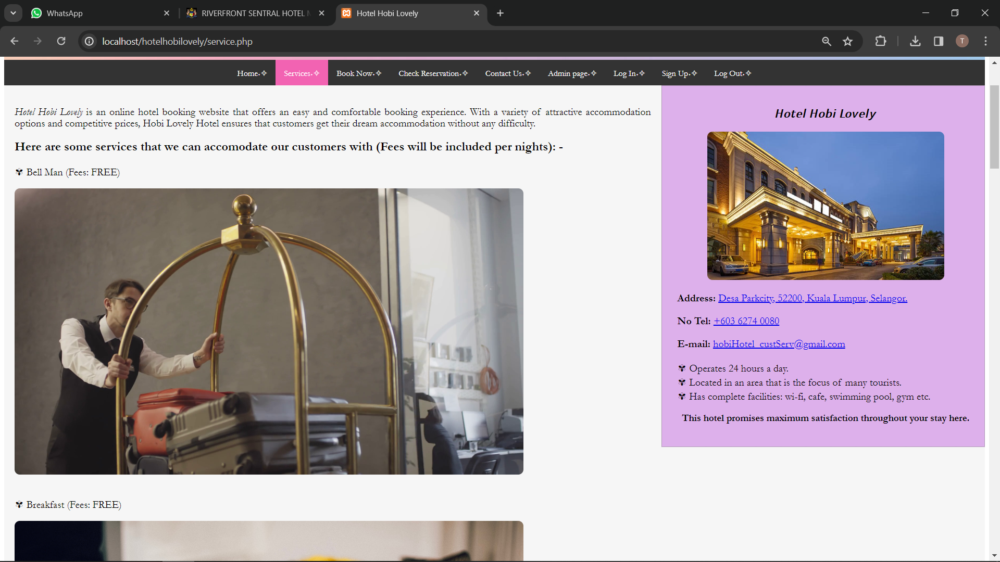 WhatsApp
RIVERFRONT SENTRAL HOTEL
Hotel Hobi Lovely
localhost/hotelhobilovely/service.php
T
Home˖✧ Services˖✧ Book Now˖✧ Check Reservation˖✧ Contact Us˖✧ Admin page˖✧ Log In˖✧ Sign Up˖✧ Log Out˖✧
Hotel Hobi Lovely is an online hotel booking website that offers an easy and comfortable booking experience. With a variety of attractive accommodation
options and competitive prices, Hobi Lovely Hotel ensures that customers get their dream accommodation without any difficulty.
Here are some services that we can accomodate our customers with (Fees will be included per nights): -
Bell Man (Fees: FREE)
Breakfast (Fees: FREE)
Hotel Hobi Lovely
Address: Desa Parkcity, 52200, Kuala Lumpur, Selangor.
No Tel: +603 6274 0080
E-mail: hobiHotel_custServ@gmail.com
Operates 24 hours a day.
Located in an area that is the focus of many tourists.
Has complete facilities: wi-fi, cafe, swimming pool, gym etc.
This hotel promises maximum satisfaction throughout your stay here.